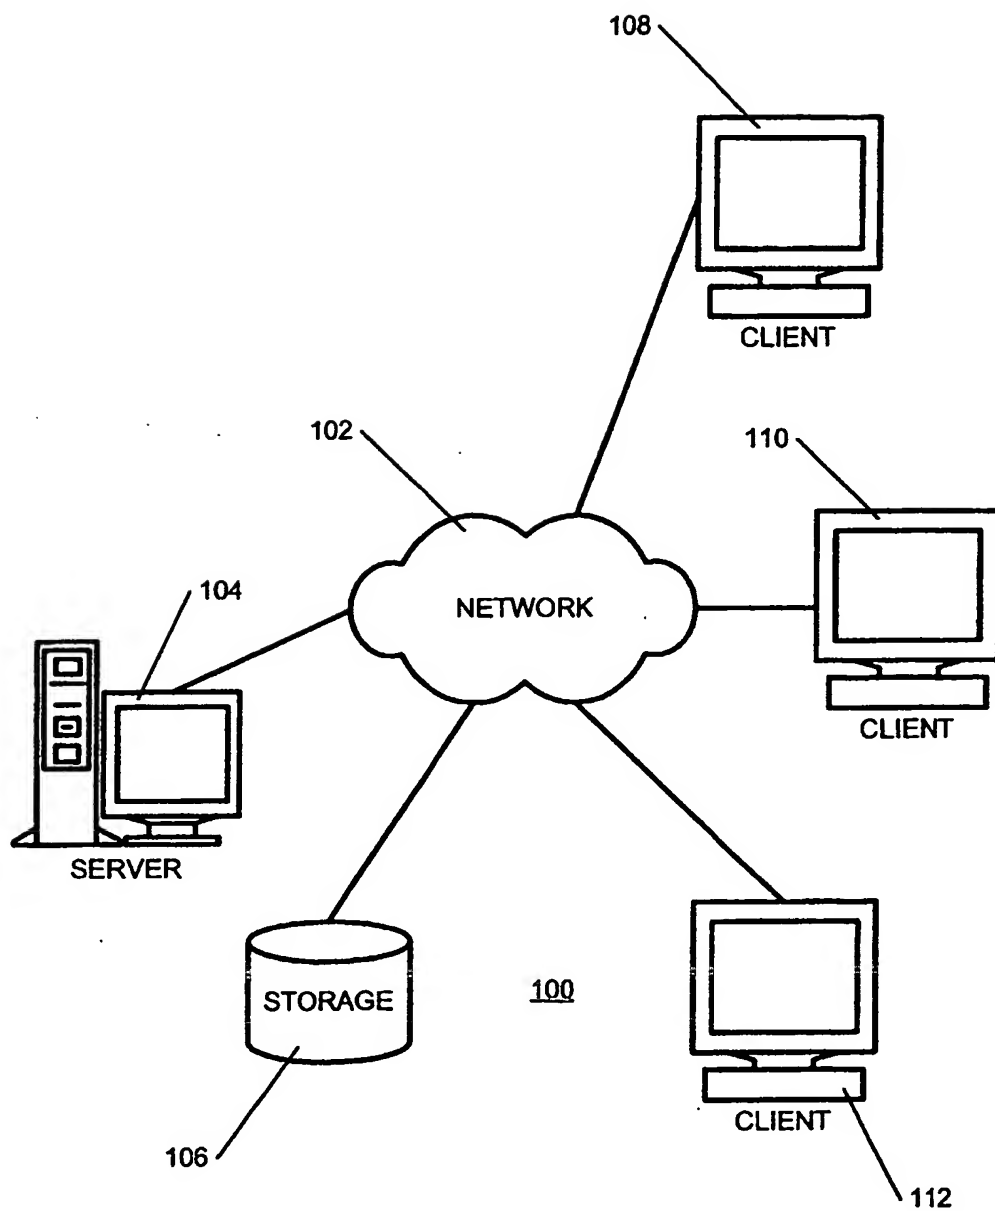 108
CLIENT
102
110
104
NETWORK
CLIENT
SERVER
STORAGE
100
CLIENT
106
112